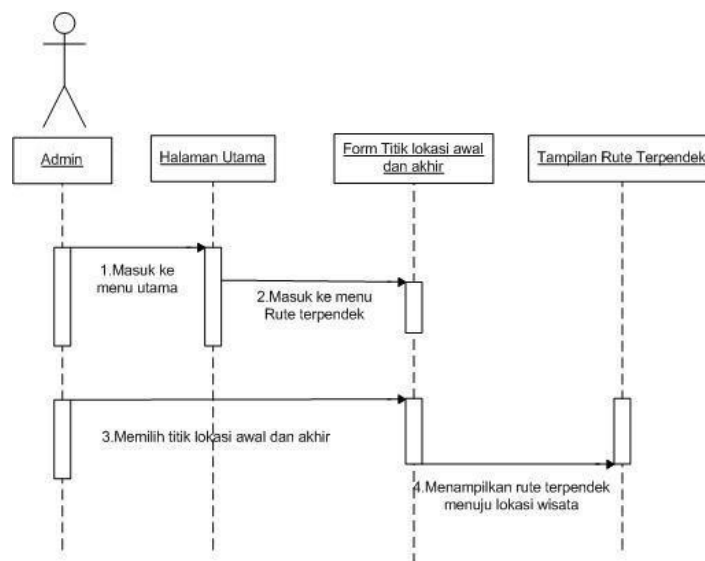 Admin
Halaman Utama
Form Titik lokasi awal
dan akhir
Tampilan Rute Terpendek
1.Masuk ke
menu utama
2.Masuk ke menu
Rute terpendek
3.Memilih titik lokasi awal dan akhir
4.Menampilkan rute terpendek
menuju lokasi wisata